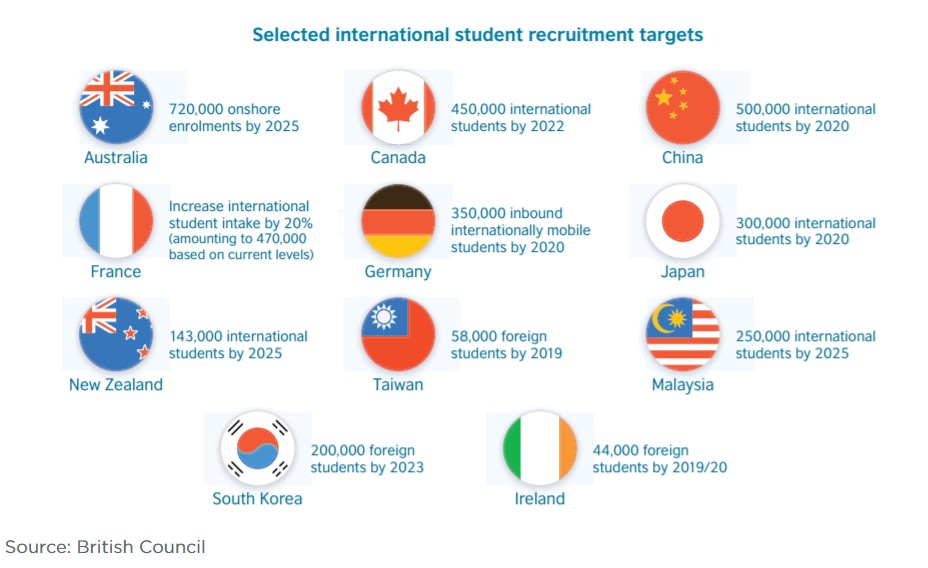 Selected international student recruitment targets
720,000 onshore
enrolments by 2025
Australia
450,000 international
students by 2022
Canada
500,000 international
students by 2020
China
Increase international
student intake by 20%
(amounting to 470,000
based on current levels)
France
350,000 inbound
internationally mobile
students by 2020
Germany
300,000 international
students by 2020
Japan
143,000 international
students by 2025
New Zealand
58,000 foreign
students by 2019
Taiwan
250,000 international
students by 2025
Malaysia
200,000 foreign
students by 2023
South Korea
44,000 foreign
students by 2019/20
Ireland
Source: British Council